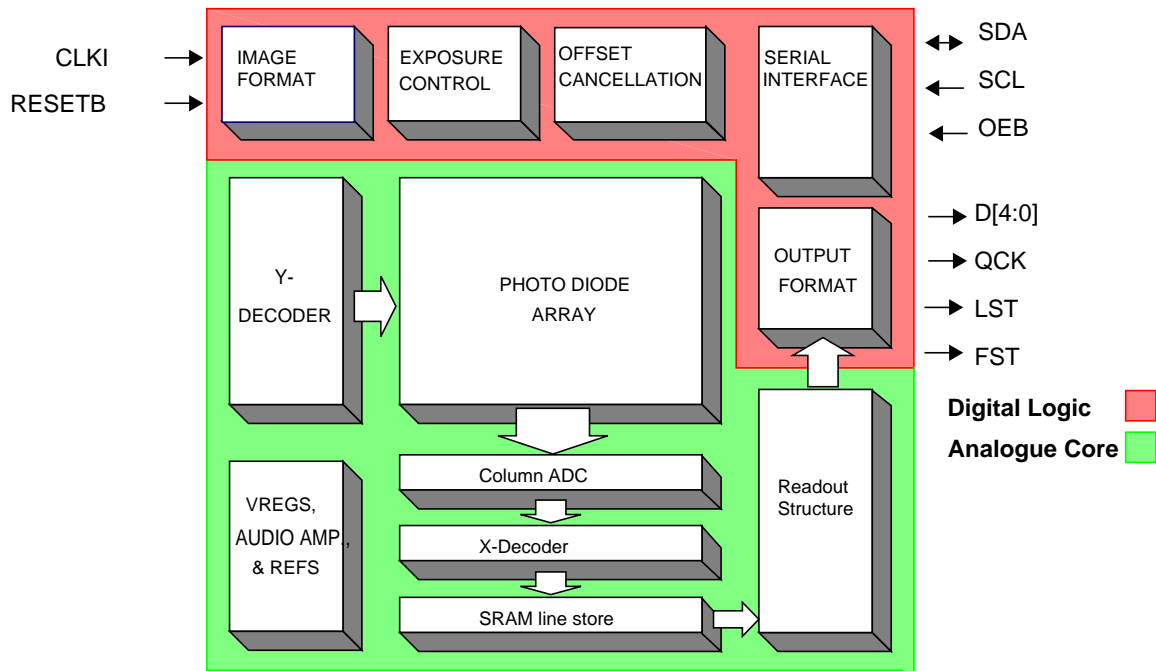 CLKI
RESETB
IMAGE
FORMAT
EXPOSURE
CONTROL
OFFSET
CANCELLATION
SERIAL
INTERFACE
SDA
SCL
OEB
Y-
DECODER
PHOTO DIODE
ARRAY
OUTPUT
FORMAT
D[4:0]
QCK
LST
FST
Digital Logic
Analogue Core
VREGS,
AUDIO AMP.,
& REFS
Column ADC
X-Decoder
SRAM line store
Readout
Structure